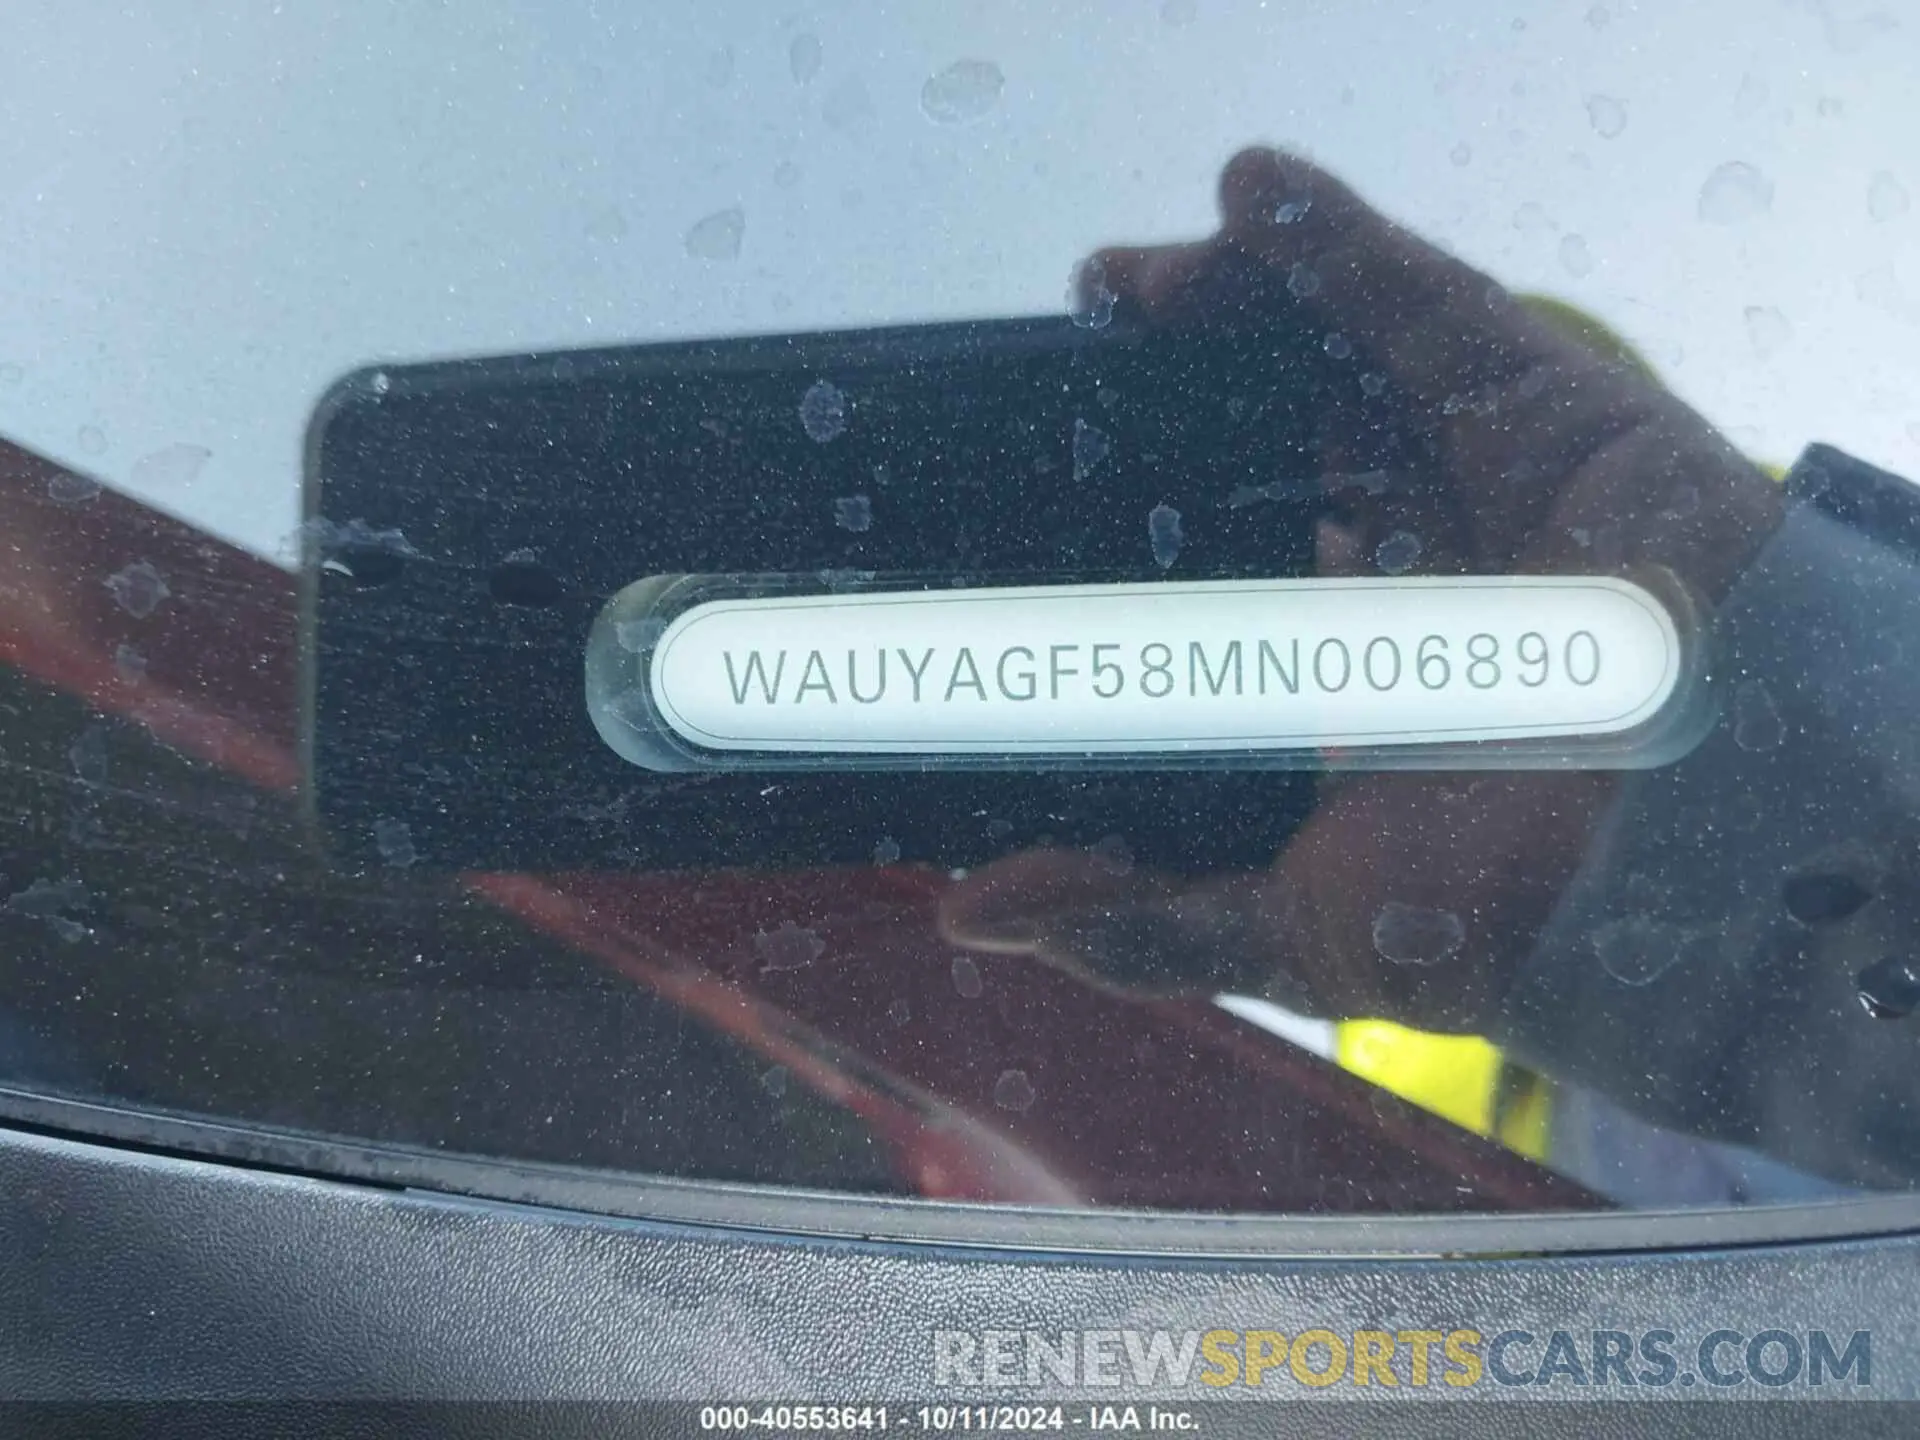 WAUYAGF58MN006890
RENEWSPORTSCARS.COM
000-40553641 - 10/11/2024 - IAA Inc.